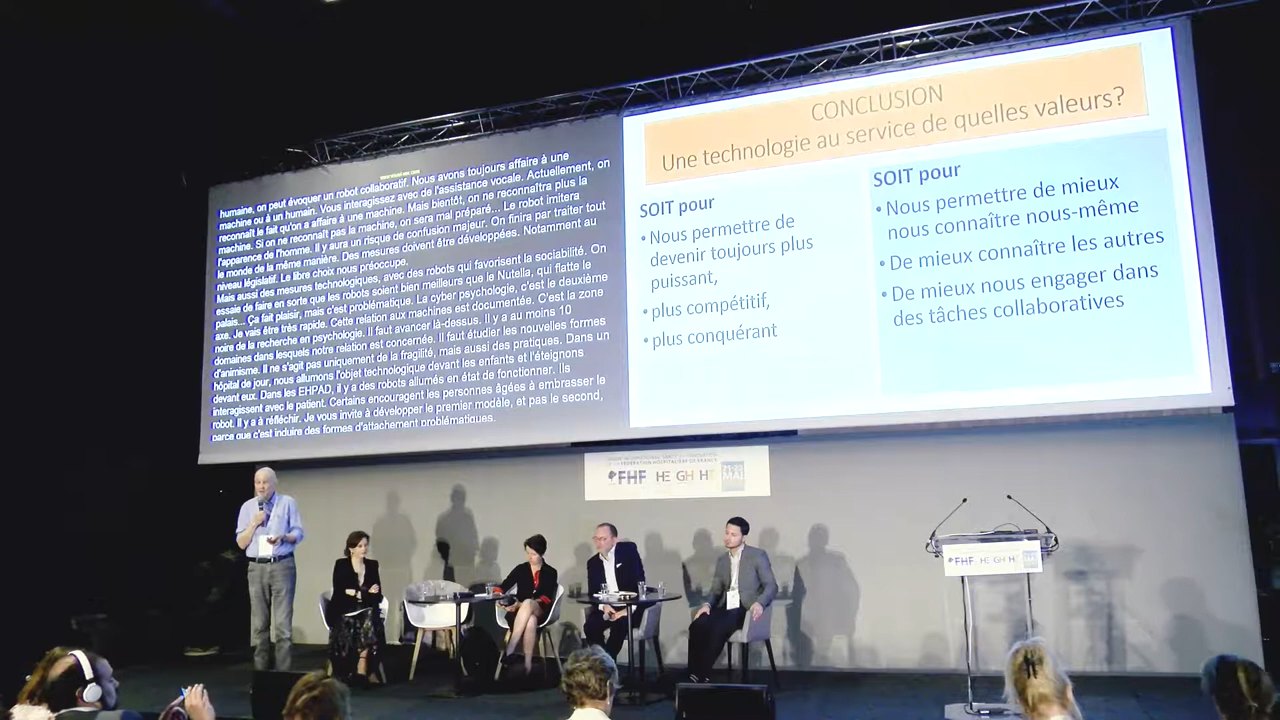 www.voxa-live.com
humaine, on peut évoquer un robot collaboratif. Nous avons toujours affaire à une
machine ou à un humain. Vous interagissez avec de l'assistance vocale. Actuellement, on
reconnaît le fait qu'on a affaire à une machine. Mais bientôt, on ne reconnaîtra plus la
machine. Si on ne reconnaît pas la machine, on sera mal préparé... Le robot imitera
l'apparence de l'homme. Il y aura un risque de confusion majeur. On finira par traiter tout
le monde de la même manière. Des mesures doivent être développées. Notamment au
niveau législatif. Le libre choix nous préoccupe.
Mais aussi des mesures technologiques, avec des robots qui favorisent la sociabilité. On
essaie de faire en sorte que les robots soient bien meilleurs que le Nutella, qui flatte le
palais... Ça fait plaisir, mais c'est problématique. La cyber psychologie, c'est le deuxième
axe. Je vais être très rapide. Cette relation aux machines est documentée. C'est la zone
noire de la recherche en psychologie. Il faut avancer là-dessus. Il y a au moins 10
domaines dans lesquels notre relation est concernée. Il faut étudier les nouvelles formes
d'animisme. Il ne s'agit pas uniquement de la fragilité, mais aussi des pratiques. Dans un
hôpital de jour, nous allumons l'objet technologique devant les enfants et l'éteignons
devant eux. Dans les EHPAD, il y a des robots allumés en état de fonctionner. Ils
interagissent avec le patient. Certains encouragent les personnes âgées à embrasser le
robot. Il y a à réfléchir. Je vous invite à développer le premier modèle, et pas le second,
parce que c'est induire des formes d'attachement problématiques.
CONCLUSION
Une technologie au service de quelles valeurs?
SOIT pour
• Nous permettre de
devenir toujours plus
puissant,
• plus compétitif,
• plus conquérant
SOIT pour
• Nous permettre de mieux
nous connaître nous-même
• De mieux connaître les autres
• De mieux nous engager dans
des tâches collaboratives
FHF HE GH HT 21-23 MAI
FHF HE GH HT